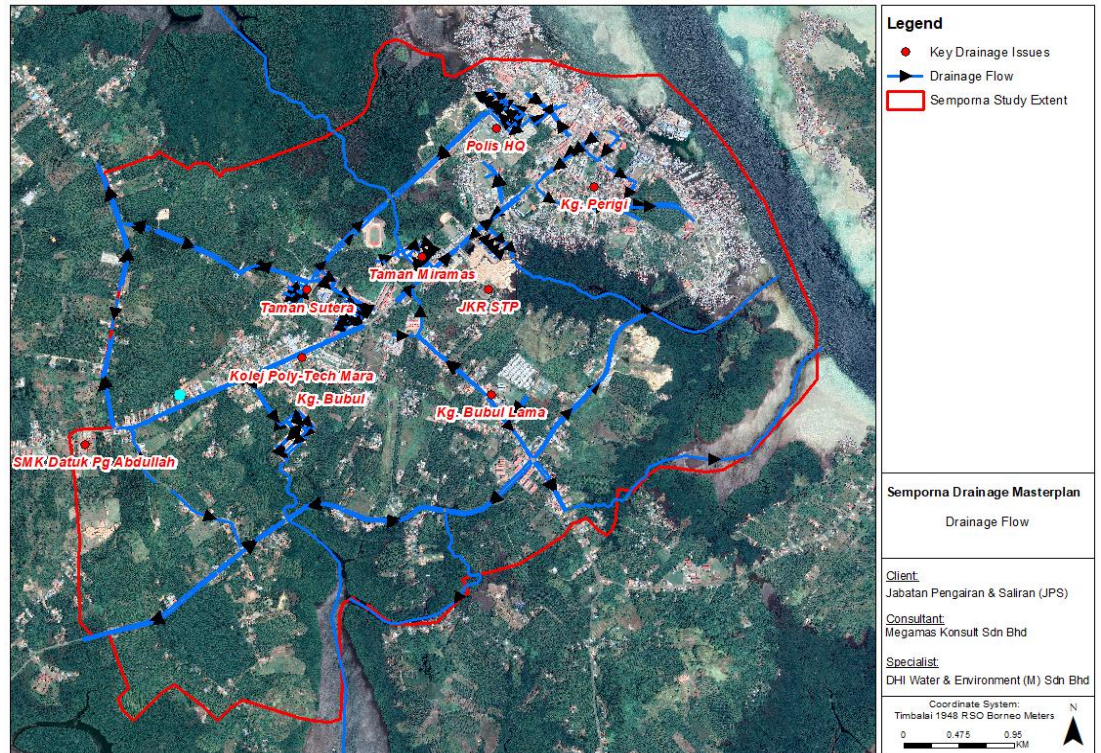 Polis HQ
Kg. Perigi
Taman Miramas
Taman Sutera
JKR STP
Kolej Poly-Tech Mara
Kg. Bubul
Kg. Bubul Lama
SMK Datuk Pg Abdullah
Legend
Key Drainage Issues
Drainage Flow
Semporna Study Extent
Semporna Drainage Masterplan
Drainage Flow
Client:
Jabatan Pengairan & Saliran (JPS)
Consultant:
Megamas Konsult Sdn Bhd
Specialist:
DHI Water & Environment (M) Sdn Bhd
Coordinate System:
Timbalai 1948 RSO Borneo Meters
N
0 0.475 0.95
KM